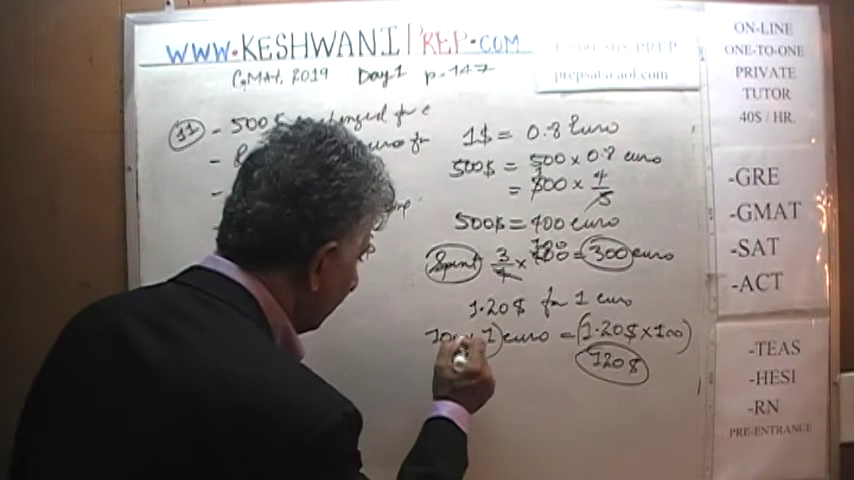 WWW.KESHWANIPREP.COM
prepsat@aol.com
GMAT, 2019 Day1 p-147
11 - 500$ exchanged for €
1$ = 0.8 Euro
500$ = 500 x 0.8 euro
= 500 x 4/5
500$ = 400 euro
Spent 3/4 x 400 = 300 euro
1.20$ for 1 euro
100 x 1) euro = (1.20$ x 100)
120$
ON-LINE
ONE-TO-ONE
PRIVATE
TUTOR
40$ / HR.
-GRE
-GMAT
-SAT
-ACT
-TEAS
-HESI
-RN
PRE-ENTRANCE